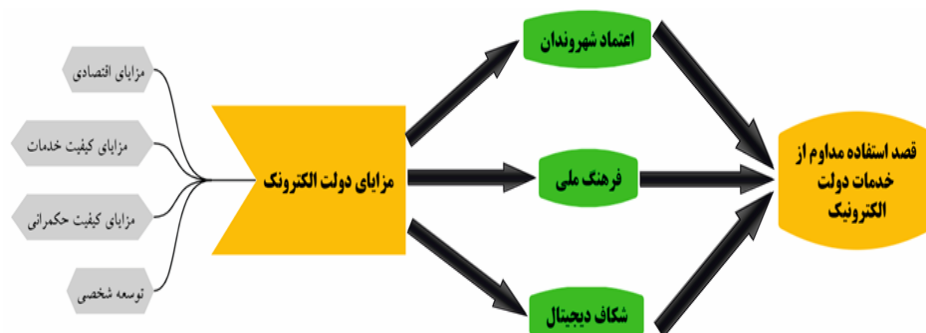 اعتماد شهروندان
مزایای اقتصادی
مزایای کیفیت خدمات
مزایای دولت الکترونک
فرهنگ ملی
قصد استفاده مداوم از
خدمات دولت
الکترونیک
مزایای کیفیت حکمرانی
توسعه شخصی
شکاف دیجیتال